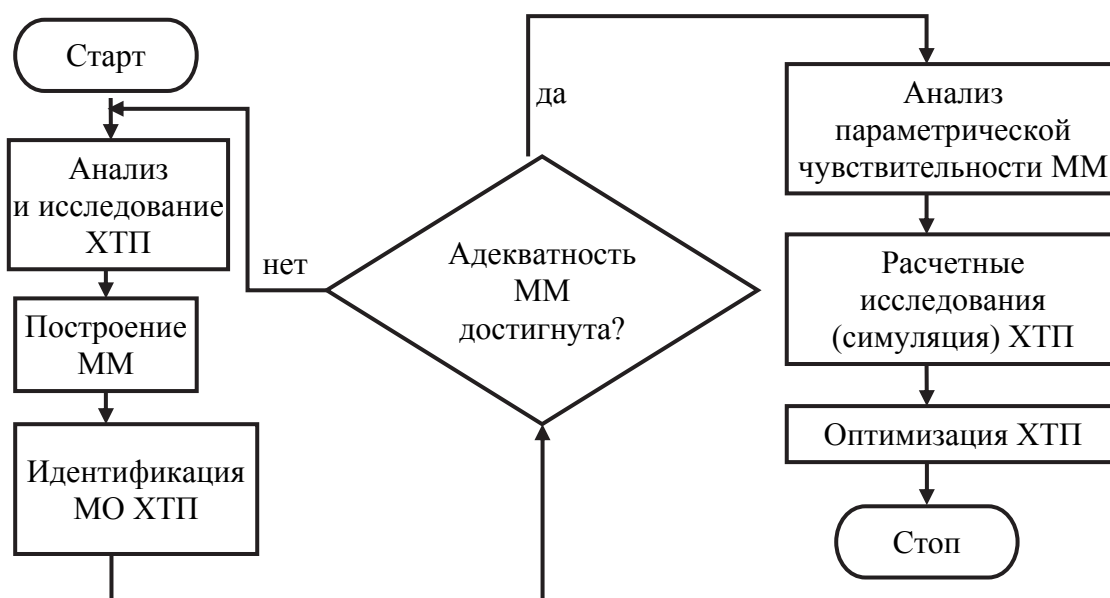 Старт
Анализ
и исследование
ХТП
Построение
ММ
Идентификация
МО ХТП
нет
Адекватность
ММ
достигнута?
да
Анализ
параметрической
чувствительности ММ
Расчетные
исследования
(симуляция) ХТП
Оптимизация ХТП
Стоп